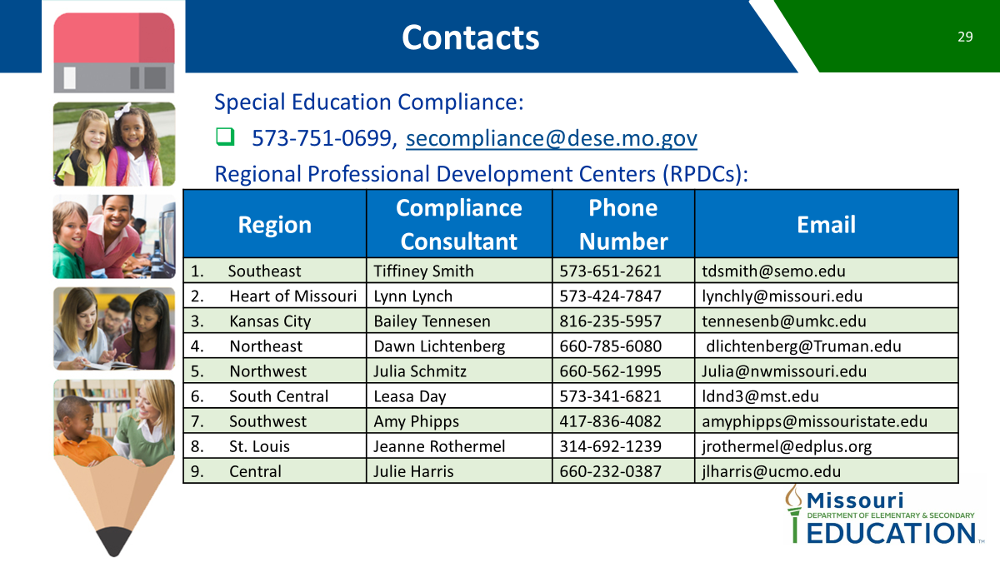 Contacts
29
Special Education Compliance:
573-751-0699, secompliance@dese.mo.gov
Regional Professional Development Centers (RPDCs):
Region Compliance Consultant Phone Number Email
1. Southeast Tiffiney Smith 573-651-2621 tdsmith@semo.edu
2. Heart of Missouri Lynn Lynch 573-424-7847 lynchly@missouri.edu
3. Kansas City Bailey Tennesen 816-235-5957 tennesenb@umkc.edu
4. Northeast Dawn Lichtenberg 660-785-6080 dlichtenberg@Truman.edu
5. Northwest Julia Schmitz 660-562-1995 Julia@nwmissouri.edu
6. South Central Leasa Day 573-341-6821 ldnd3@mst.edu
7. Southwest Amy Phipps 417-836-4082 amyphipps@missouristate.edu
8. St. Louis Jeanne Rothermel 314-692-1239 jrothermel@edplus.org
9. Central Julie Harris 660-232-0387 jlharris@ucmo.edu
Missouri
DEPARTMENT OF ELEMENTARY & SECONDARY
EDUCATION™